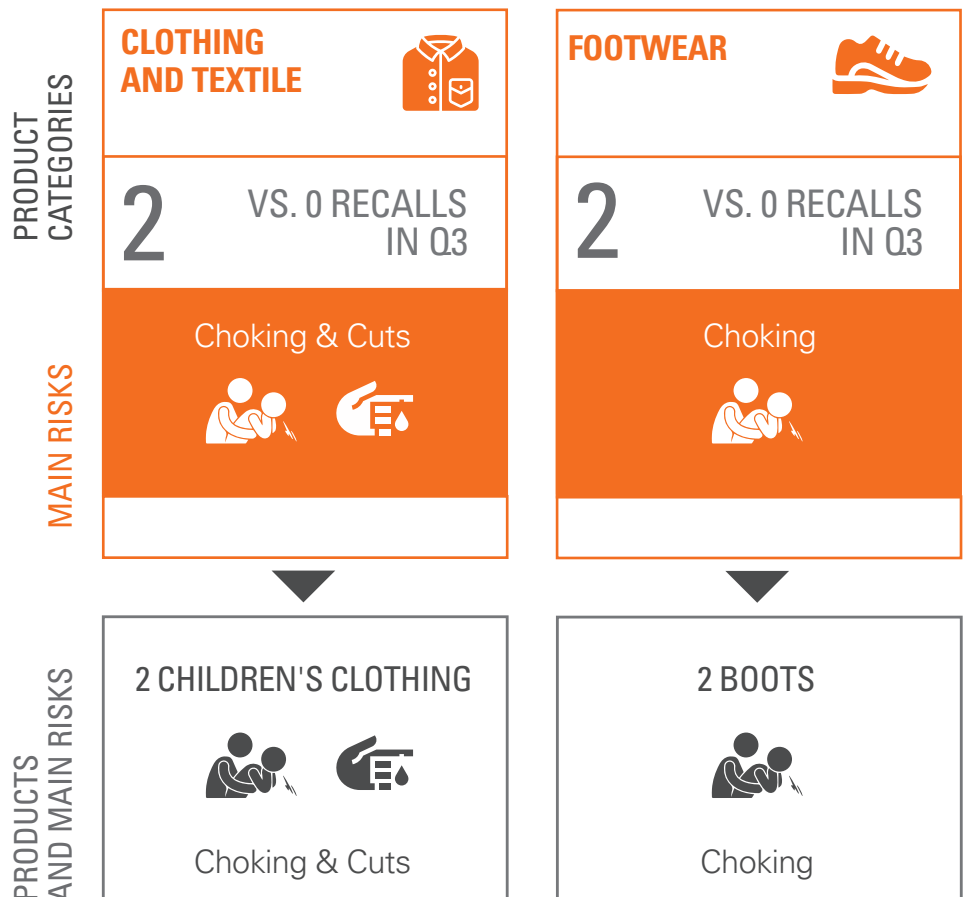 PRODUCT
CATEGORIES
CLOTHING
AND TEXTILE
FOOTWEAR
2
VS. 0 RECALLS
IN Q3
2
VS. 0 RECALLS
IN Q3
MAIN RISKS
Choking & Cuts
Choking
PRODUCTS
AND MAIN RISKS
2 CHILDREN'S CLOTHING
2 BOOTS
Choking & Cuts
Choking